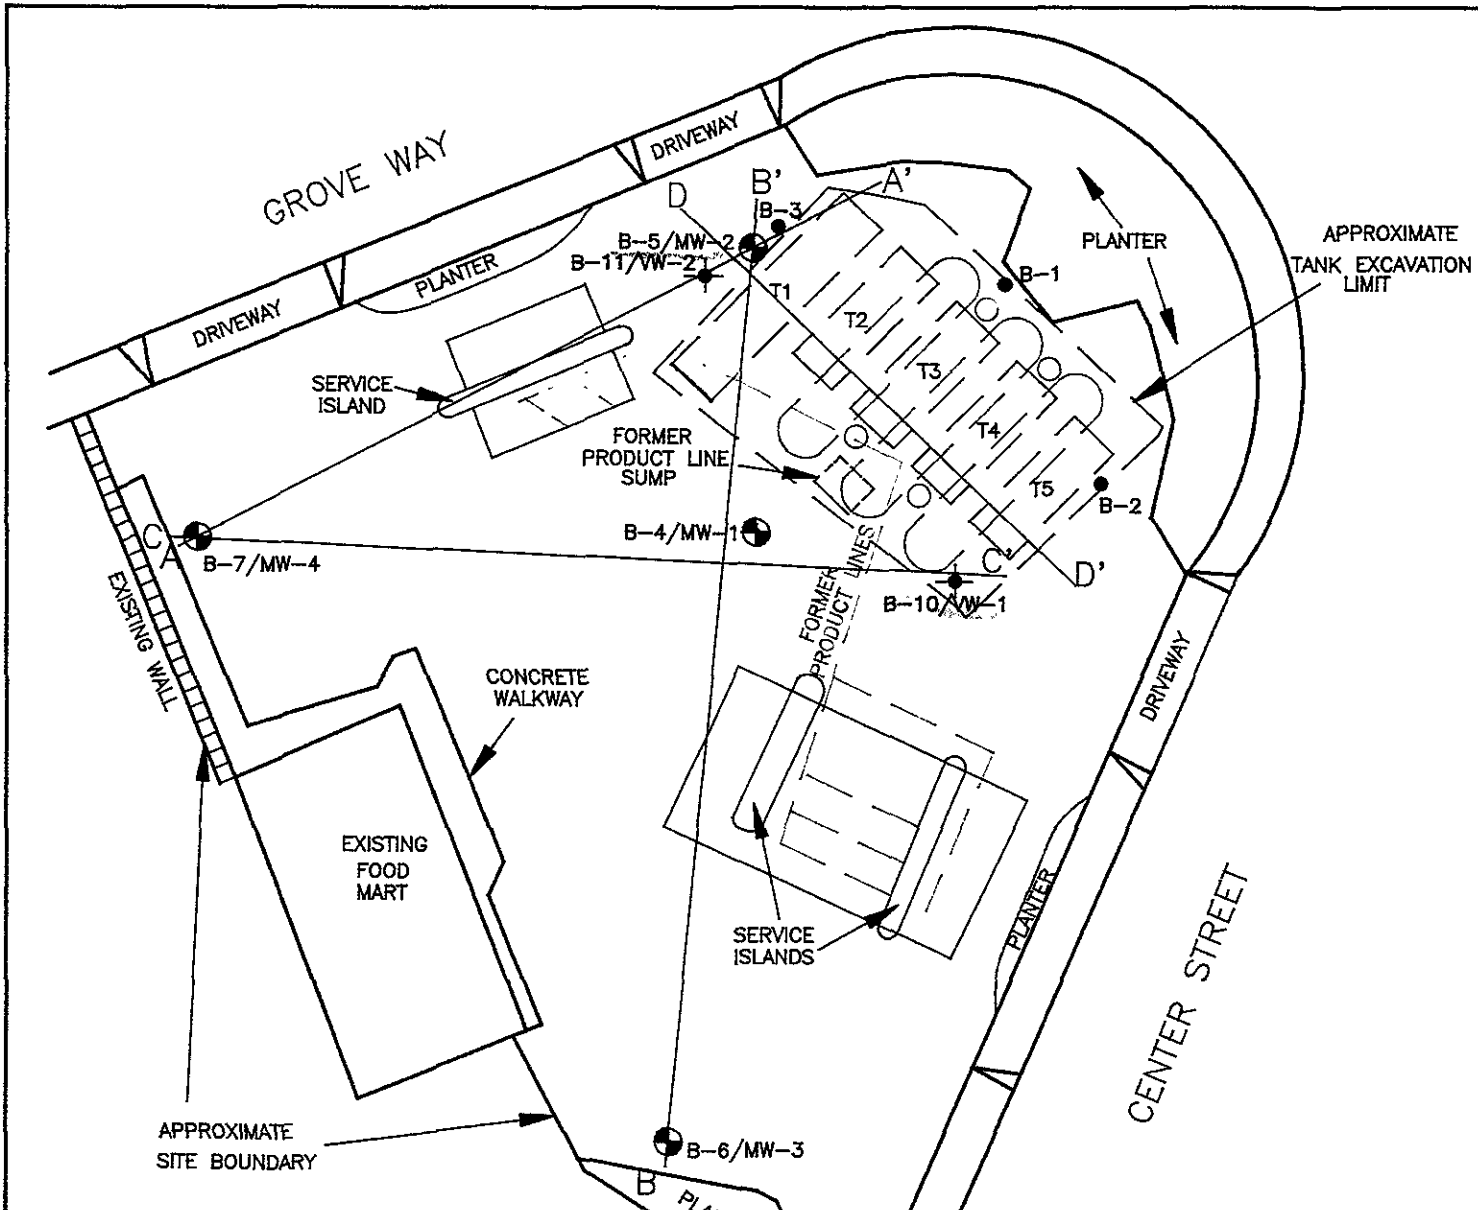 GROVE WAY
DRIVEWAY
DRIVEWAY
PLANTER
D
B'
A'
B-3
B-5/MW-2
B-11/VW-2
T1
T2
T3
T4
T5
B-1
PLANTER
APPROXIMATE
TANK EXCAVATION
LIMIT
SERVICE
ISLAND
FORMER
PRODUCT LINE
SUMP
B-2
C
A
B-7/MW-4
B-4/MW-1
C'
D'
B-10/VW-1
FORMER
PRODUCT LINES
EXISTING WALL
CONCRETE
WALKWAY
DRIVEWAY
EXISTING
FOOD
MART
SERVICE
ISLANDS
PLANTER
CENTER STREET
APPROXIMATE
SITE BOUNDARY
B-6/MW-3
B